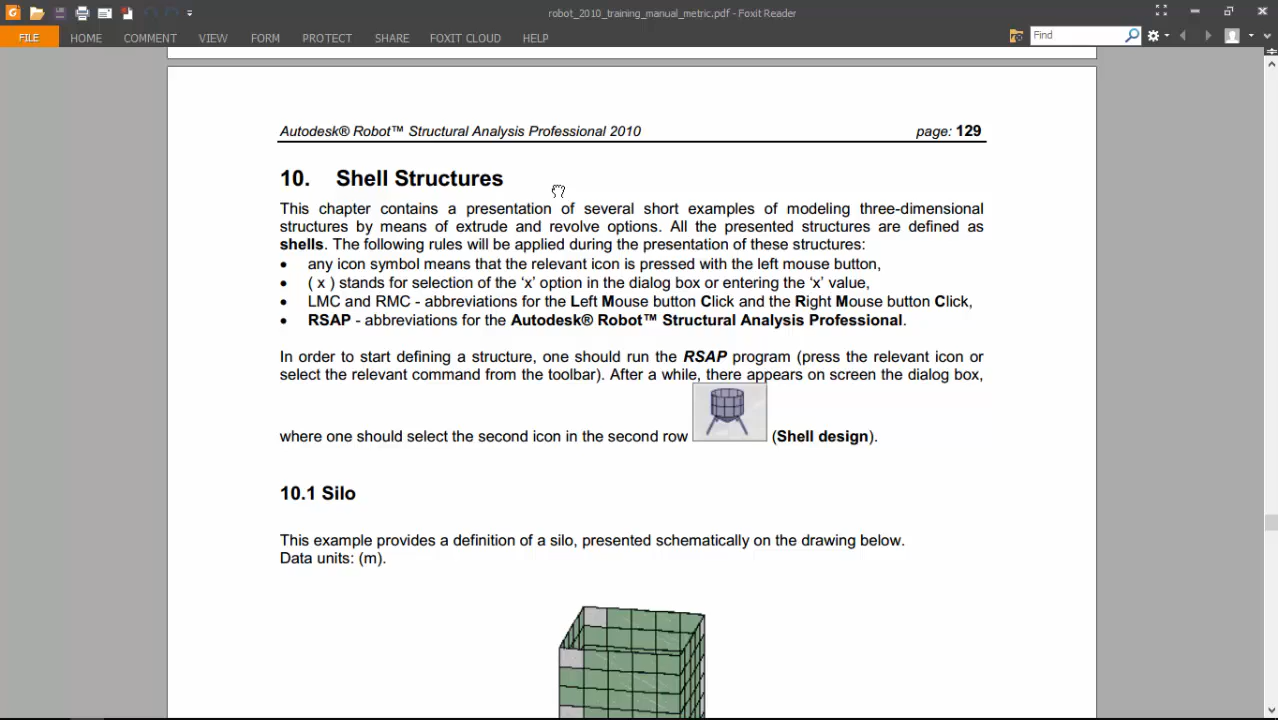 robot_2010_training_manual_metric.pdf - Foxit Reader
FILE HOME COMMENT VIEW FORM PROTECT SHARE FOXIT CLOUD HELP Find
Autodesk® Robot™ Structural Analysis Professional 2010 page: 129
10. Shell Structures
This chapter contains a presentation of several short examples of modeling three-dimensional
structures by means of extrude and revolve options. All the presented structures are defined as
shells. The following rules will be applied during the presentation of these structures:
• any icon symbol means that the relevant icon is pressed with the left mouse button,
• ( x ) stands for selection of the ‘x’ option in the dialog box or entering the ‘x’ value,
• LMC and RMC - abbreviations for the Left Mouse button Click and the Right Mouse button Click,
• RSAP - abbreviations for the Autodesk® Robot™ Structural Analysis Professional.
In order to start defining a structure, one should run the RSAP program (press the relevant icon or
select the relevant command from the toolbar). After a while, there appears on screen the dialog box,
where one should select the second icon in the second row (Shell design).
10.1 Silo
This example provides a definition of a silo, presented schematically on the drawing below.
Data units: (m).